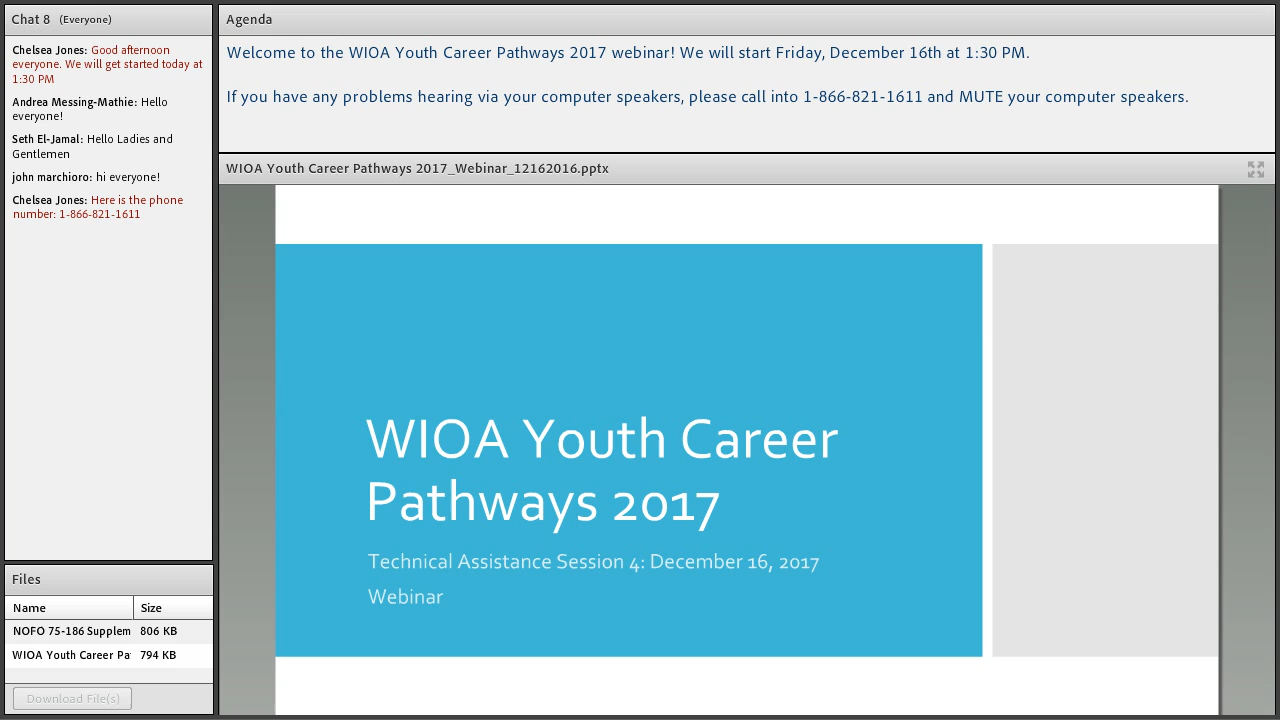 Chat 8 (Everyone)
Chelsea Jones: Good afternoon
everyone. We will get started today at
1:30 PM
Andrea Messing-Mathie: Hello
everyone!
Seth El-Jamal: Hello Ladies and
Gentlemen
john marchioro: hi everyone!
Chelsea Jones: Here is the phone
number: 1-866-821-1611
Files
Name Size
NOFO 75-186 Supplem 806 KB
WIOA Youth Career Pa 794 KB
Download File(s)
Agenda
Welcome to the WIOA Youth Career Pathways 2017 webinar! We will start Friday, December 16th at 1:30 PM.
If you have any problems hearing via your computer speakers, please call into 1-866-821-1611 and MUTE your computer speakers.
WIOA Youth Career Pathways 2017_Webinar_12162016.pptx
WIOA Youth Career
Pathways 2017
Technical Assistance Session 4: December 16, 2017
Webinar